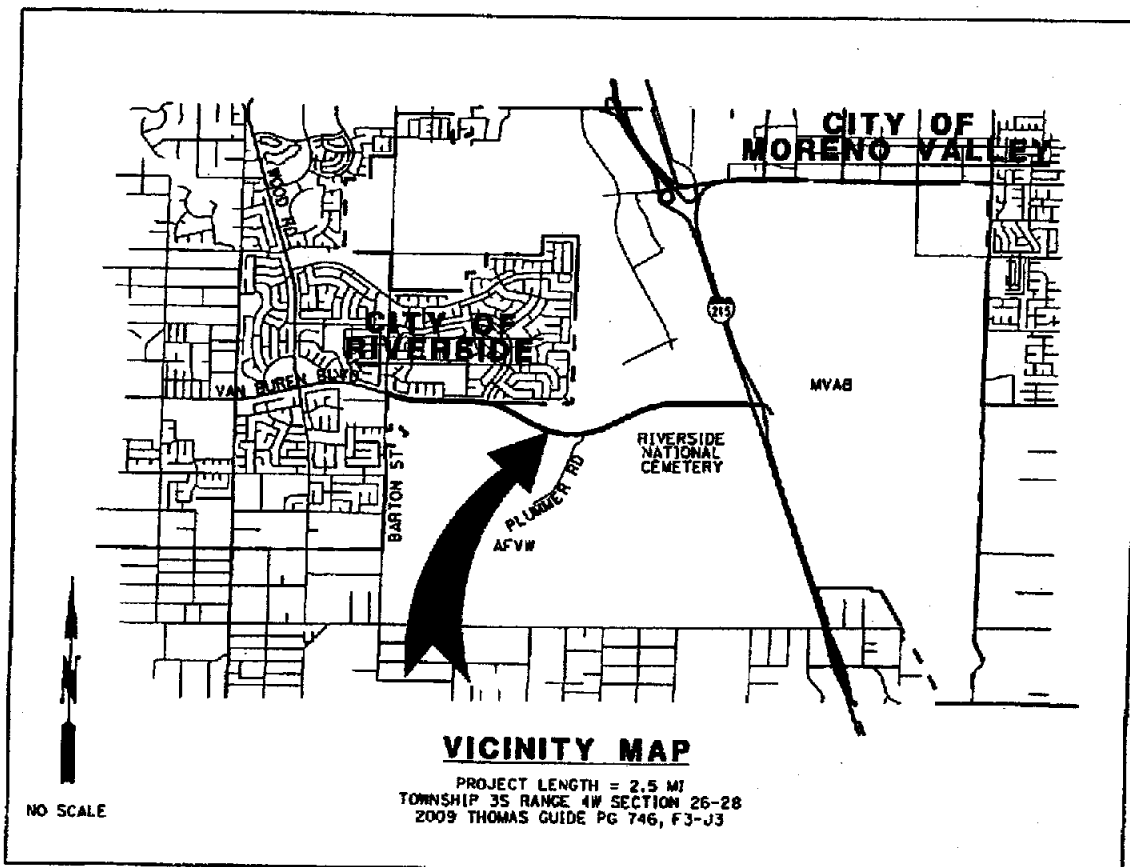 CITY OF
MORENO VALLEY
WOOD RD
215
CITY OF
RIVERSIDE
VAN BUREN BLVD
MVAB
RIVERSIDE
NATIONAL
CEMETERY
BARTON ST
PLUMMER RD
AFVW
N
NO SCALE
VICINITY MAP
PROJECT LENGTH = 2.5 MI
TOWNSHIP 3S RANGE 4W SECTION 26-28
2009 THOMAS GUIDE PG 746, F3-J3